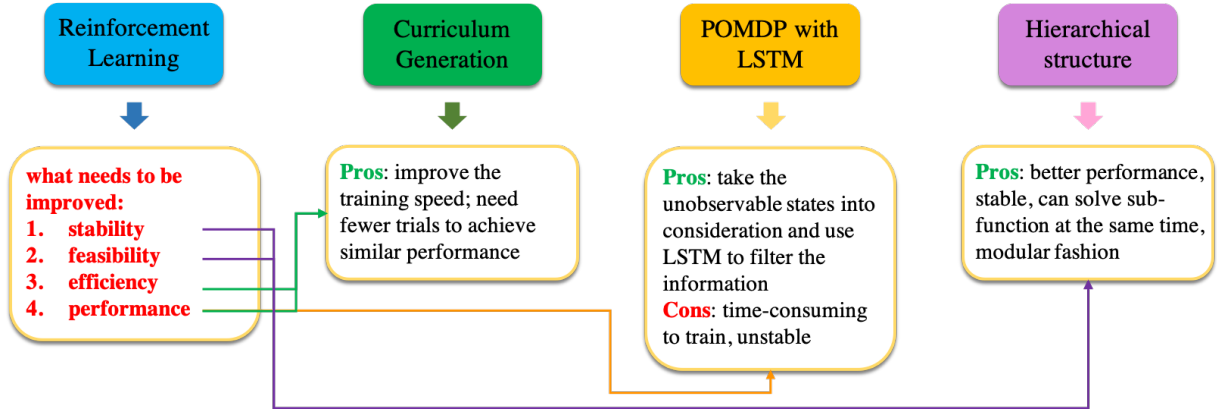 Reinforcement
Learning
Curriculum
Generation
POMDP with
LSTM
Hierarchical
structure
what needs to be
improved:
1. stability
2. feasibility
3. efficiency
4. performance
Pros: improve the
training speed; need
fewer trials to achieve
similar performance
Pros: take the
unobservable states into
consideration and use
LSTM to filter the
information
Cons: time-consuming
to train, unstable
Pros: better performance,
stable, can solve sub-
function at the same time,
modular fashion